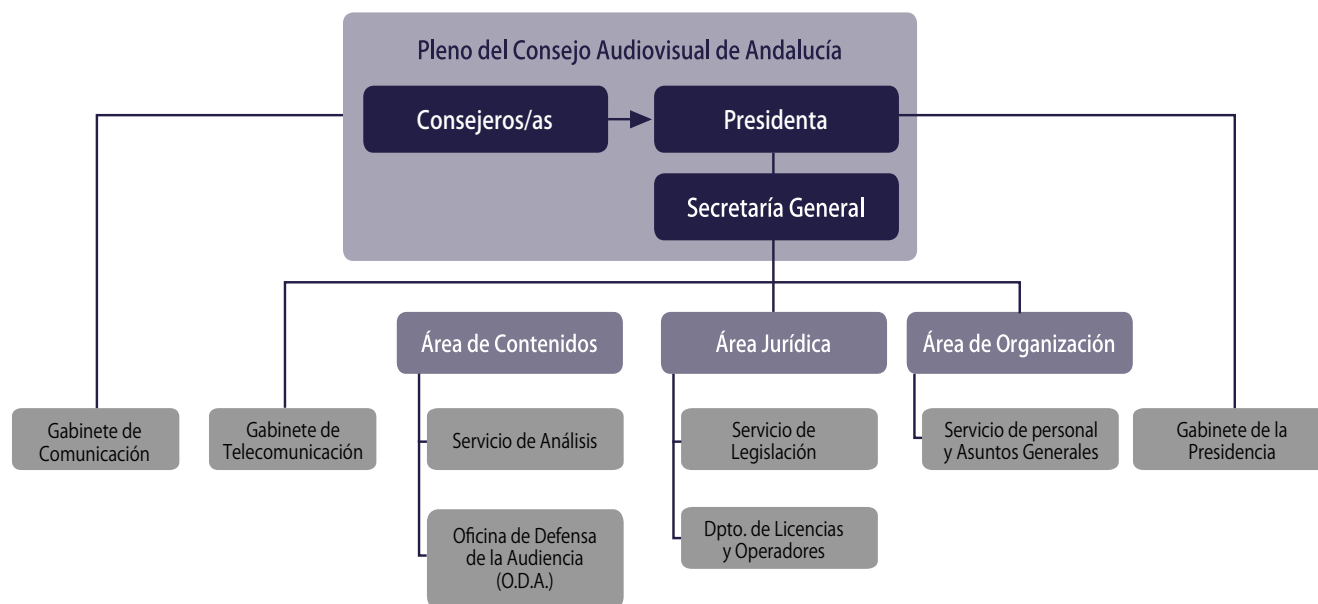 Pleno del Consejo Audiovisual de Andalucía
Consejeros/as
Presidenta
Secretaría General
Área de Contenidos
Área Jurídica
Área de Organización
Gabinete de
Comunicación
Gabinete de
Telecomunicación
Servicio de Análisis
Servicio de
Legislación
Servicio de personal
y Asuntos Generales
Gabinete de la
Presidencia
Oficina de Defensa
de la Audiencia
(O.D.A.)
Dpto. de Licencias
y Operadores